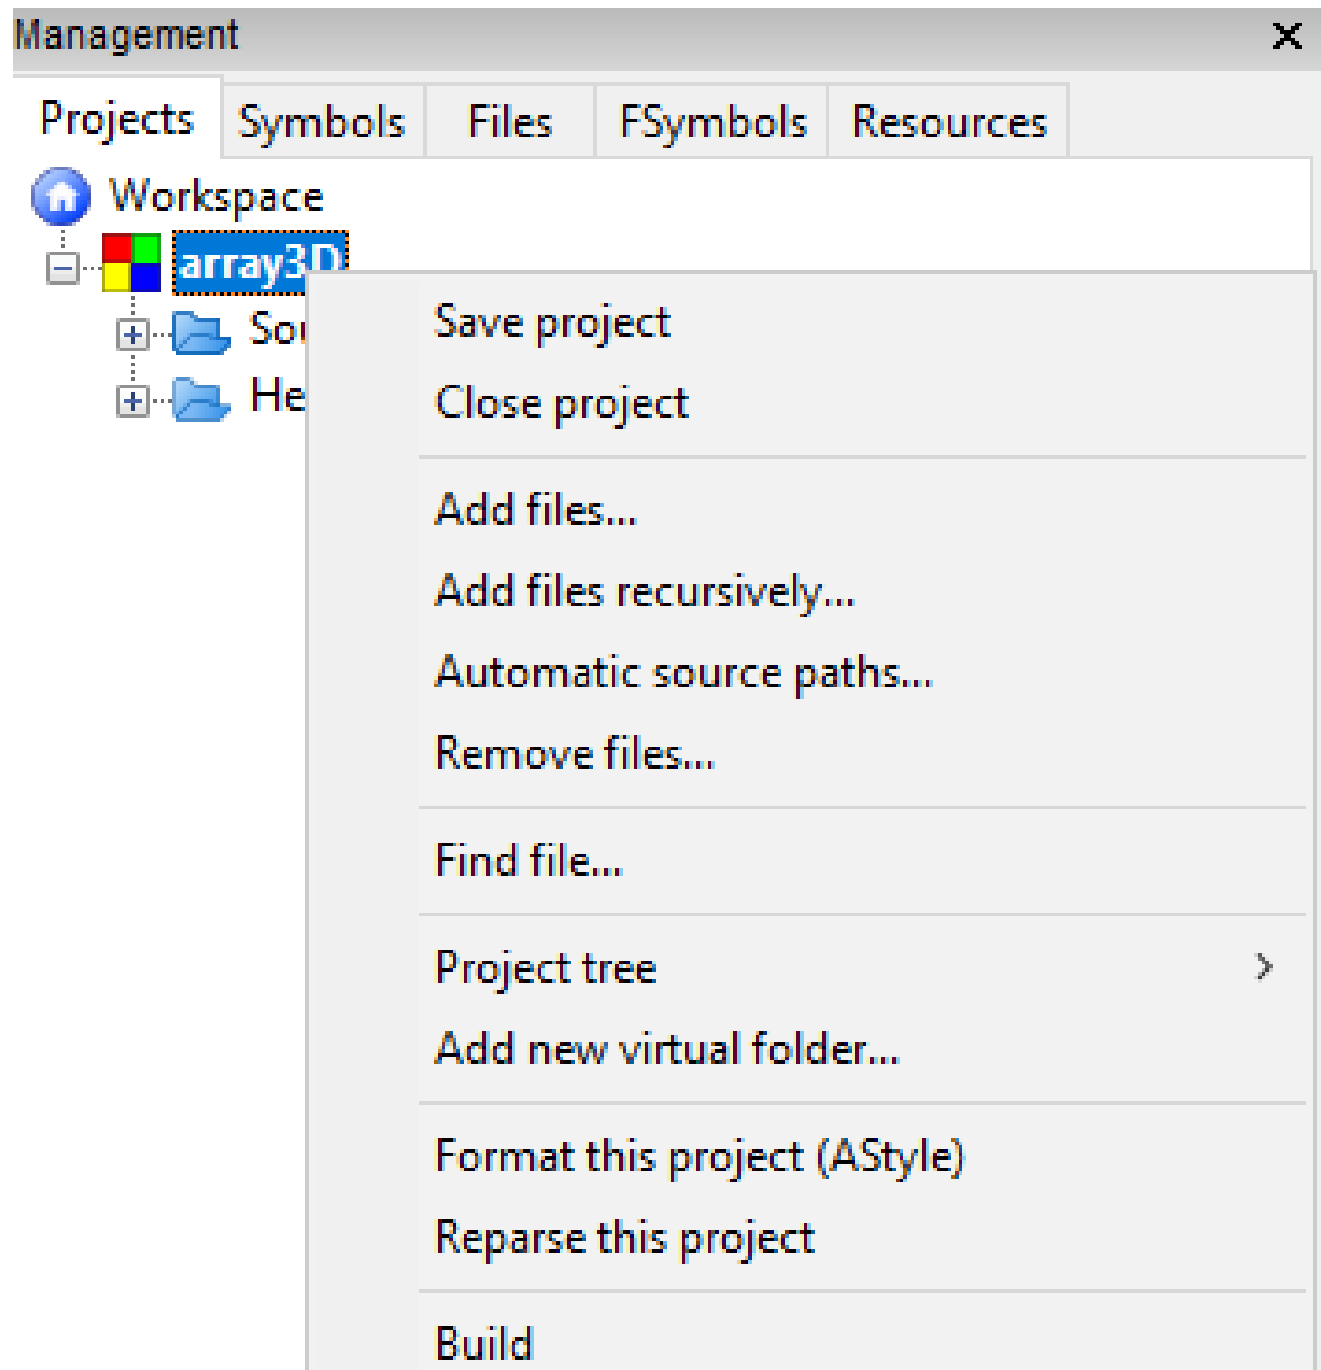 Management
Projects Symbols Files FSymbols Resources
Workspace
array3D
Save project
Close project
Add files...
Add files recursively...
Automatic source paths...
Remove files...
Find file...
Project tree
Add new virtual folder...
Format this project (AStyle)
Reparse this project
Build